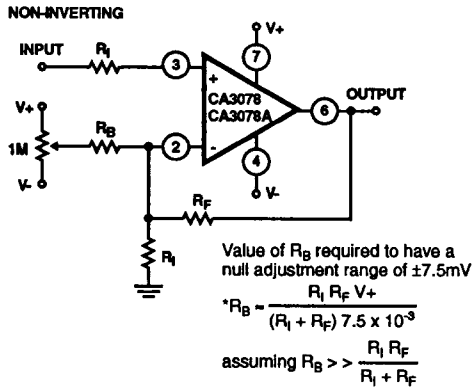 NON-INVERTING
INPUT
R_I
3
+
7
V+
CA3078
CA3078A
6
OUTPUT
V+
1M
V-
R_B
2
-
4
V-
R_F
R_I
Value of R_B required to have a
null adjustment range of ±7.5mV
*R_B ≈ R_I R_F V+ / (R_I + R_F) 7.5 x 10^-3
assuming R_B > > R_I R_F / R_I + R_F